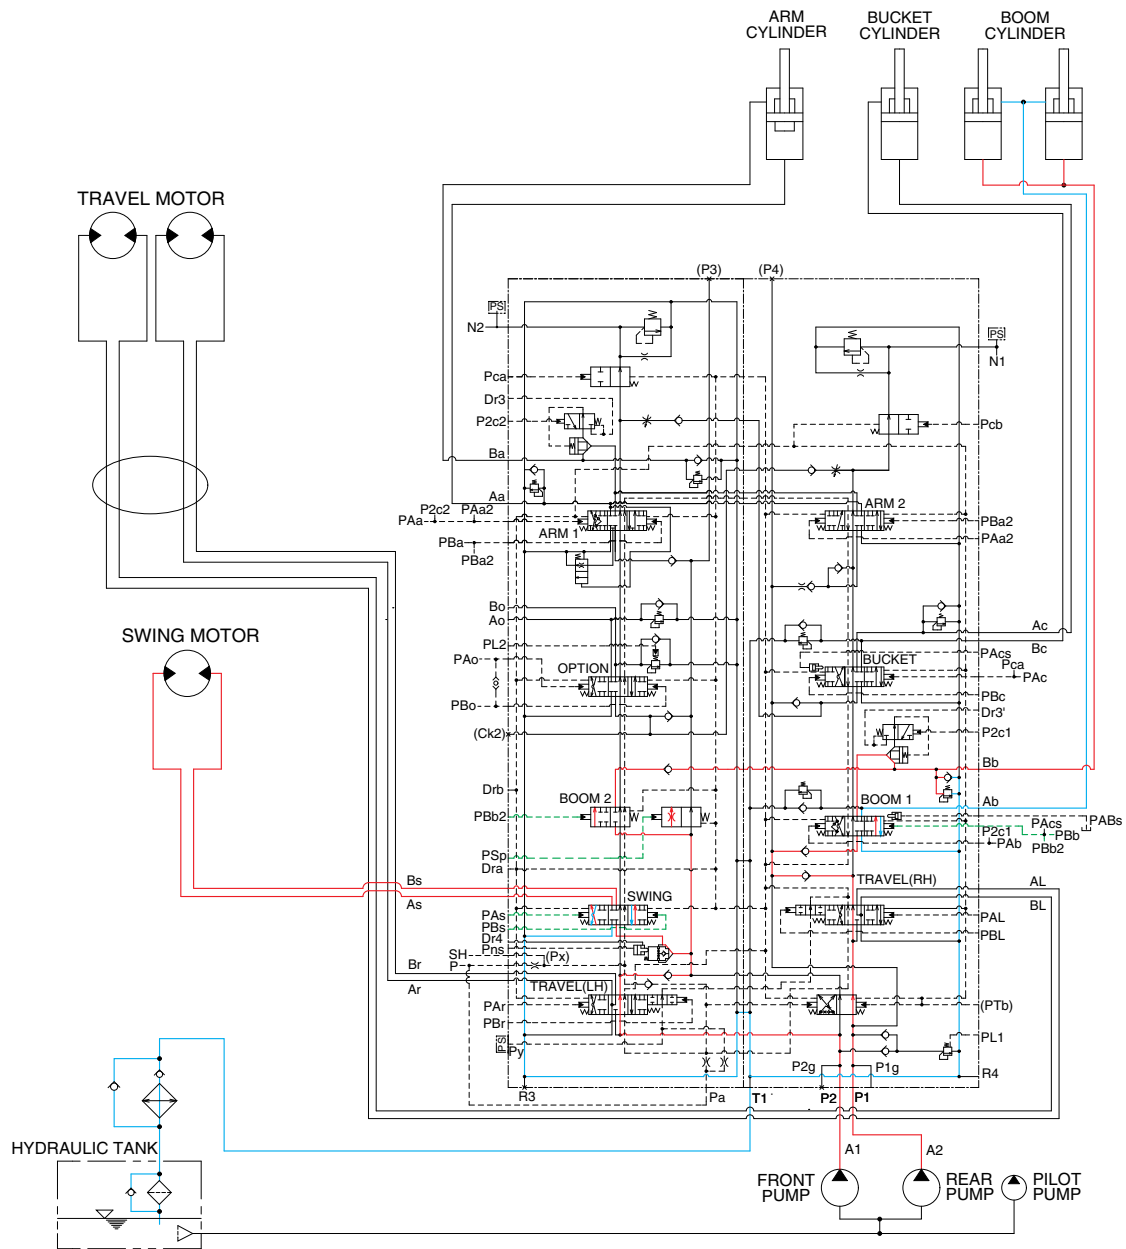 ARM
CYLINDER
BUCKET
CYLINDER
BOOM
CYLINDER
TRAVEL MOTOR
(P3)
(P4)
PS
N2
PS
N1
Pca
Dr3
P2c2
Pcb
Ba
Aa
P2c2
PAa2
PAa
ARM 1
ARM 2
PBa2
PBa
PBa2
PAa2
Bo
Ao
PL2
PAo
OPTION
PBo
(Ck2)
Ac
Bc
PAcs
Pca
PAc
BUCKET
PBc
Dr3'
P2c1
SWING MOTOR
Bb
Drb
BOOM 2
PBb2
BOOM 1
Ab
PABs
PAcs
P2c1
PBb
PAb
PBb2
PSp
Dra
TRAVEL(RH)
Bs
As
AL
BL
SWING
PAs
PBs
Dr4
Pns
SH
P
(Px)
PAL
PBL
Br
Ar
TRAVEL(LH)
PAr
PBr
(PTb)
PS
Py
PL1
P2g
P1g
R4
R3
Pa
T1
P2
P1
HYDRAULIC TANK
A1
A2
FRONT
PUMP
REAR
PUMP
PILOT
PUMP